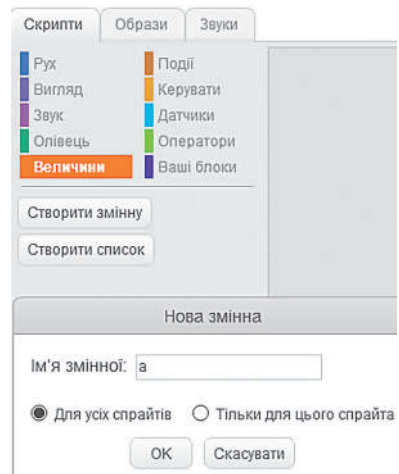 Скрипти Образи Звуки
Рух Події
Вигляд Керувати
Звук Датчики
Олівець Оператори
Величини Ваші блоки
Створити змінну
Створити список
Нова змінна
Ім'я змінної: a
Для усіх спрайтів Тільки для цього спрайта
OK Скасувати